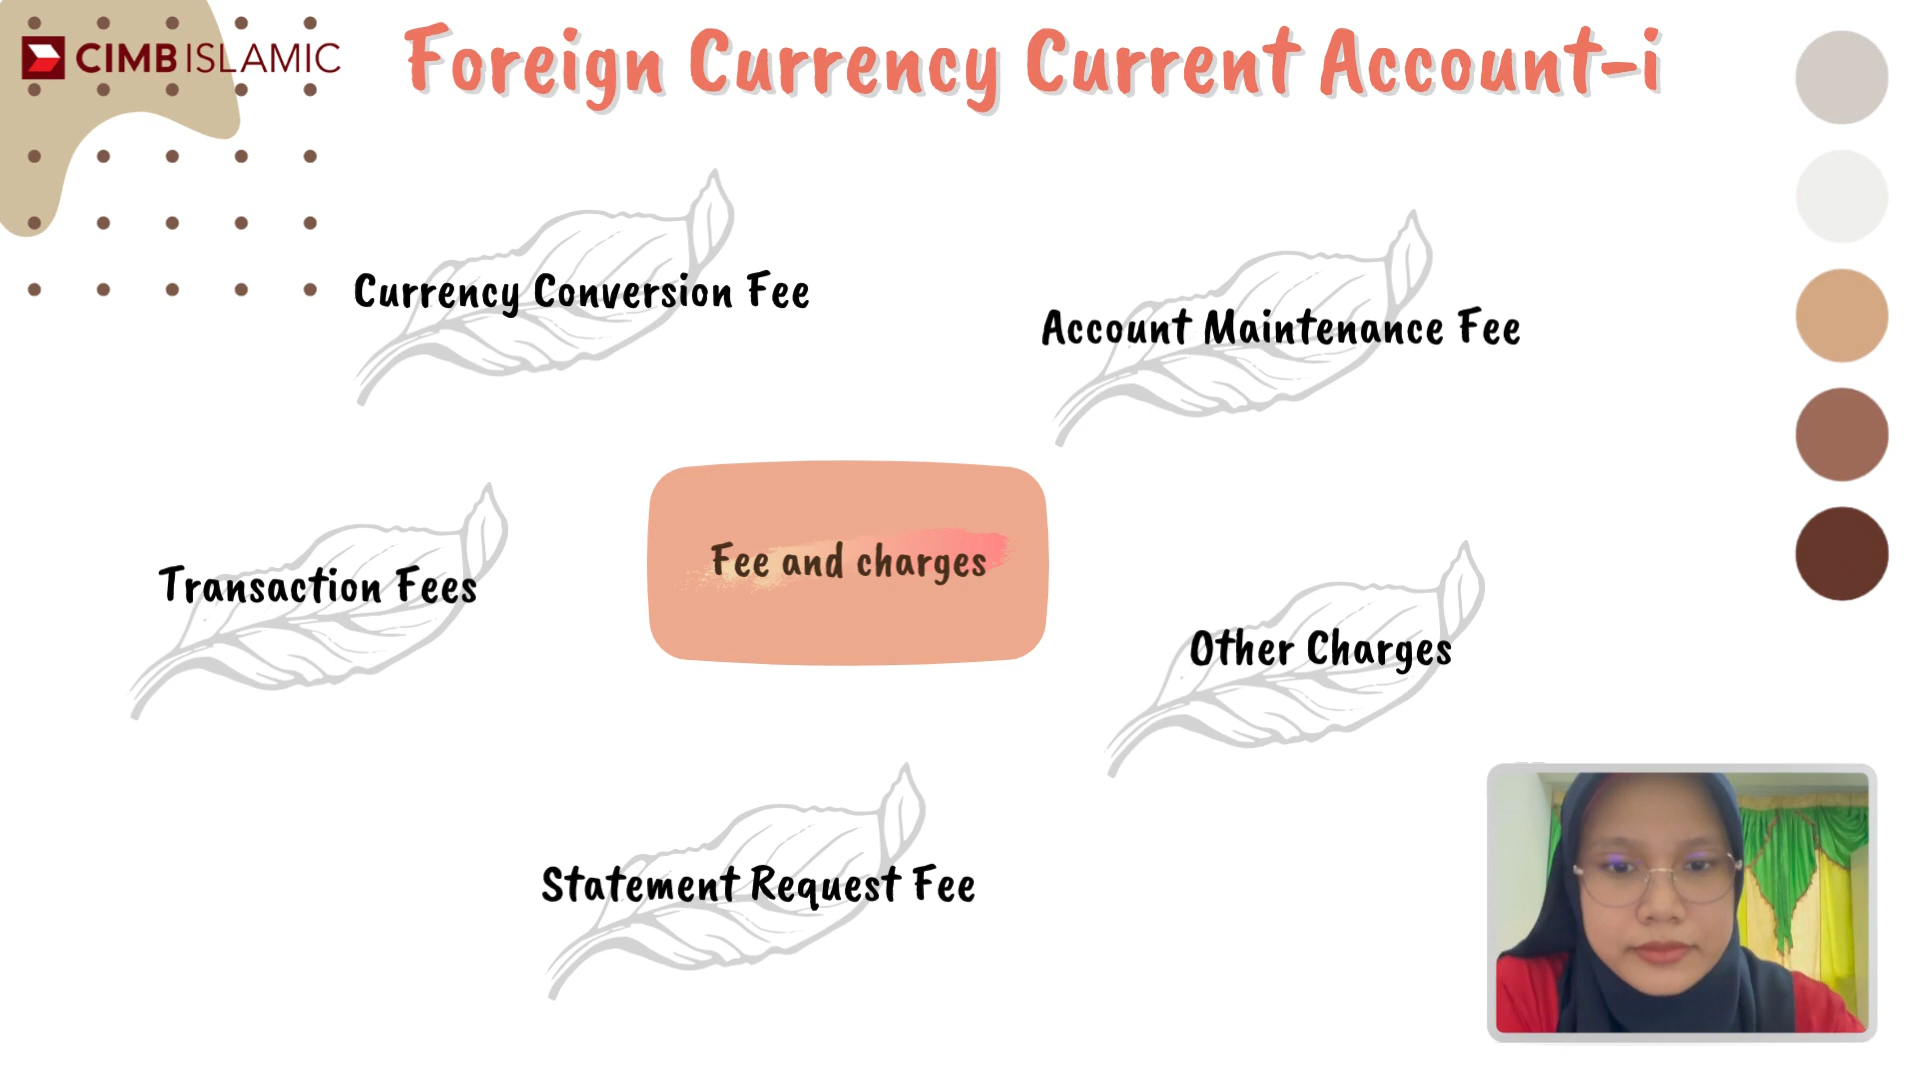 CIMB ISLAMIC
Foreign Currency Current Account-i
Currency Conversion Fee
Account Maintenance Fee
Fee and charges
Transaction Fees
Other Charges
Statement Request Fee